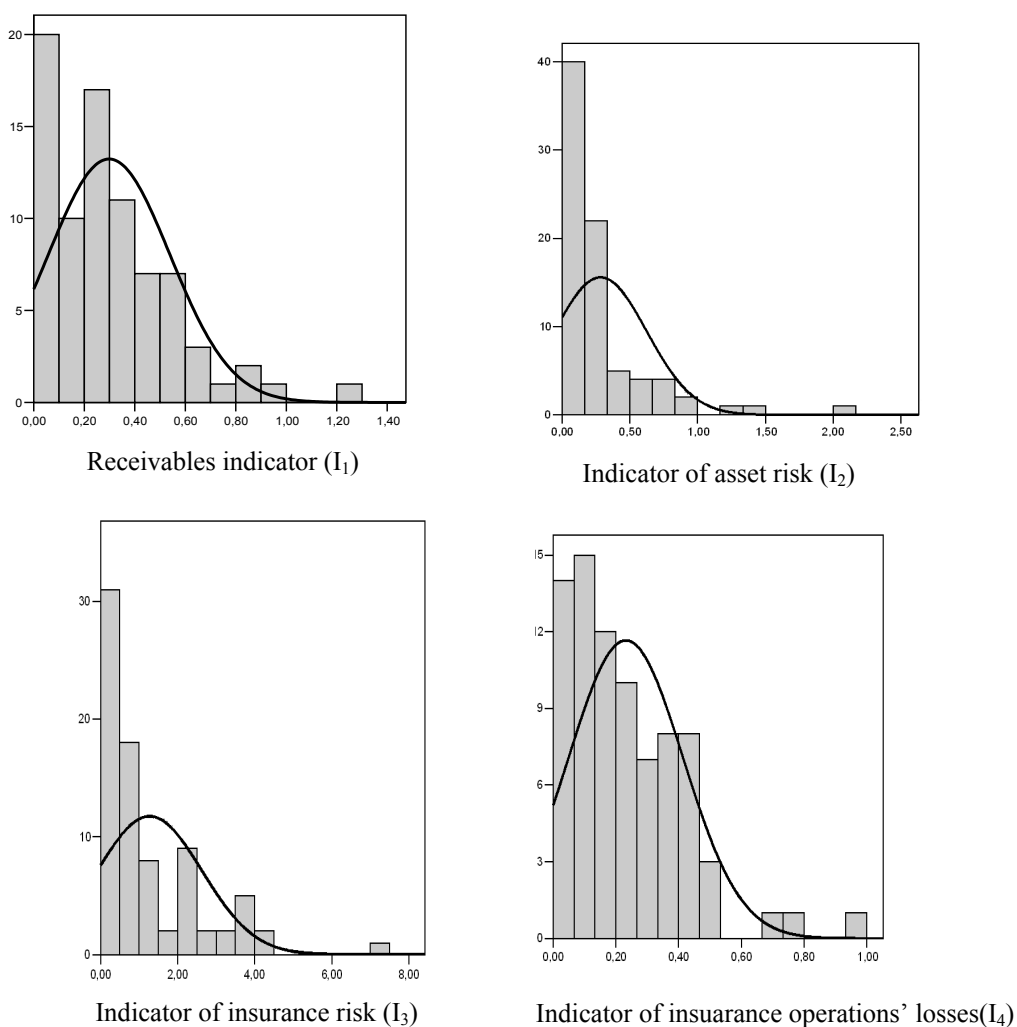 20
15
10
5
0
0,00 0,20 0,40 0,60 0,80 1,00 1,20 1,40
Receivables indicator (I₁)
40
30
20
10
0
0,00 0,50 1,00 1,50 2,00 2,50
Indicator of asset risk (I₂)
30
20
10
0
0,00 2,00 4,00 6,00 8,00
Indicator of insurance risk (I₃)
15
12
9
6
3
0
0,00 0,20 0,40 0,60 0,80 1,00
Indicator of insuarance operations’ losses(I₄)